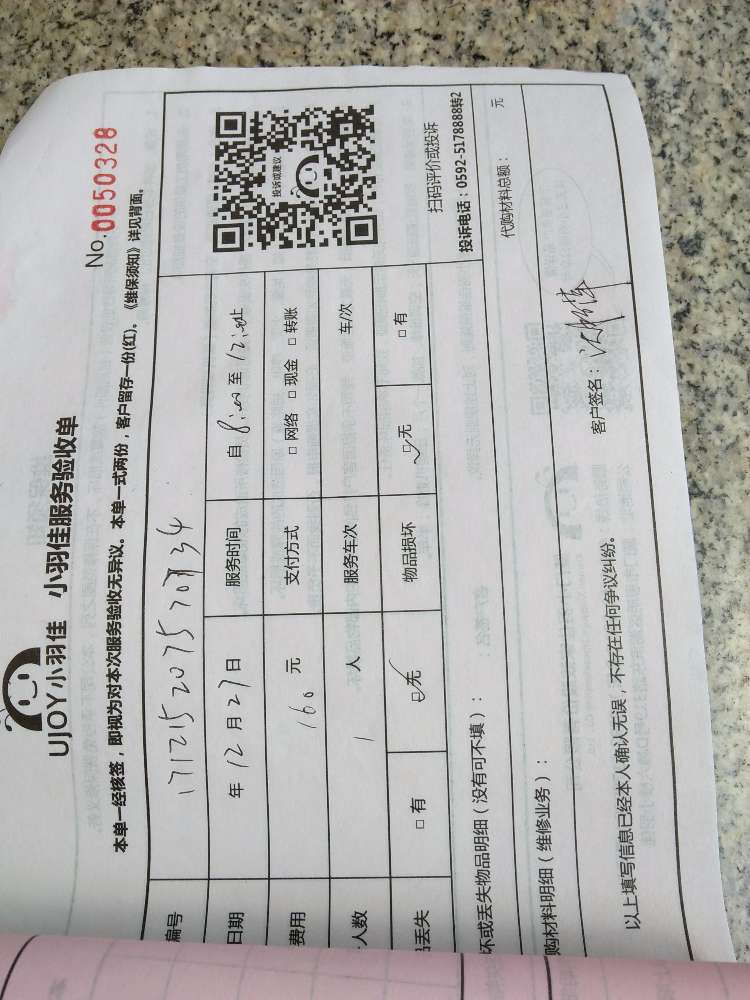 UJOY小羽佳 小羽佳服务验收单
No.0050328
本单一经核签，即视为对本次服务验收无异议。本单一式两份，客户留存一份(红)。《维保须知》详见背面。
编号
日期 年 12 月 27 日 服务时间 自 8:00 至 12:00止
费用 160 元 支付方式 □ 网络 □ 现金 □ 转账
人数 1 人 服务车次 车/次
丢失 □ 有 □ 无 物品损坏 □ 无 □ 有
投诉或建议
扫码评价或投诉
投诉电话：0592-5178888转2
坏或丢失物品明细（没有可不填）：
购材料明细（维修业务）： 代购材料总额： 元
以上填写信息已经本人确认无误，不存在任何争议纠纷。 客户签名：